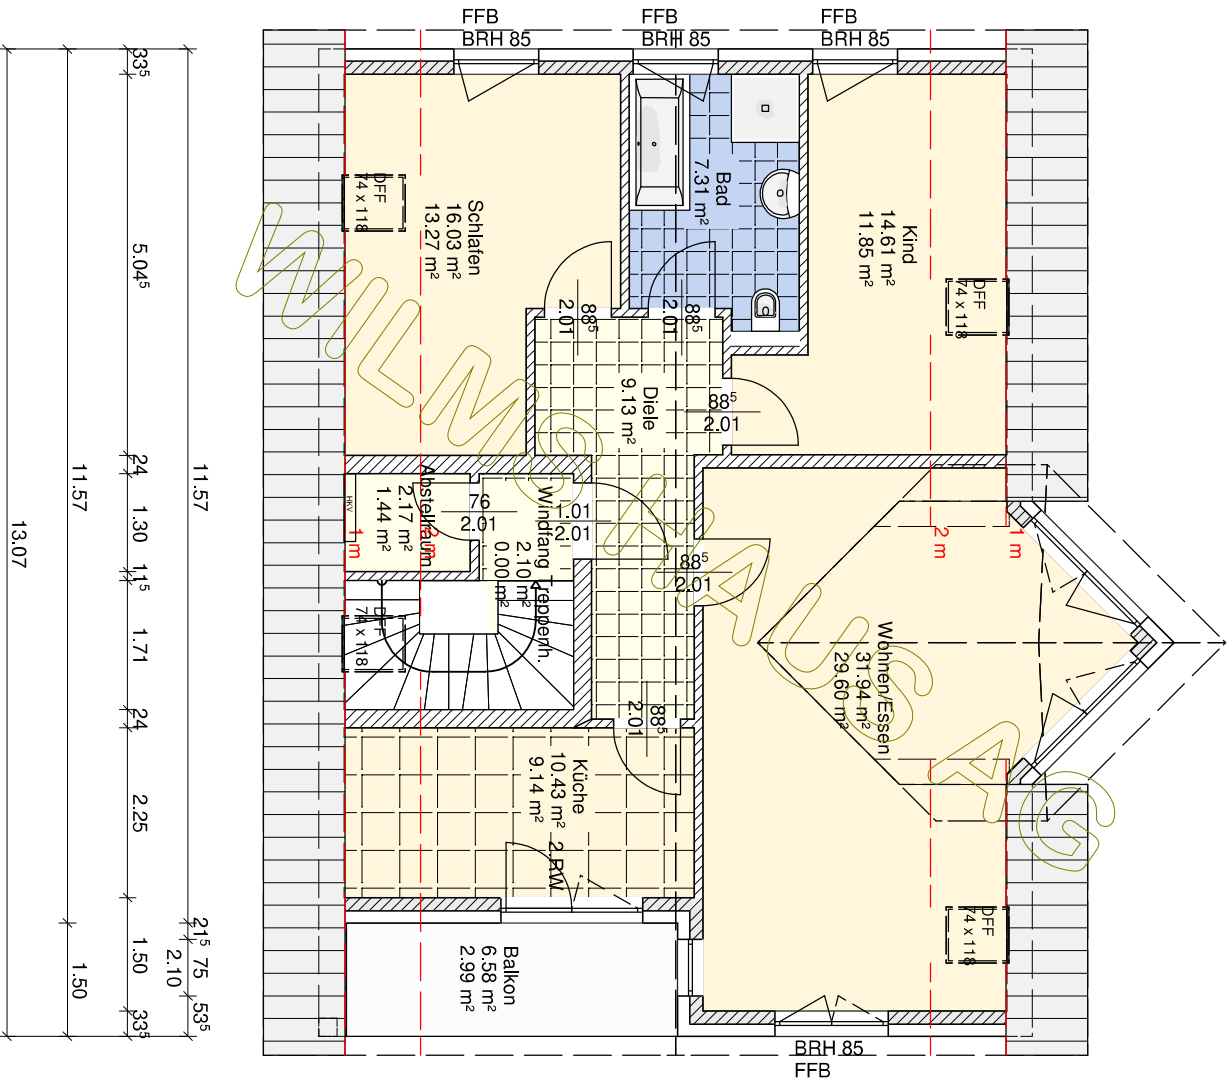 FFB
BRH 85
FFB
BRH 85
FFB
BRH 85
DFF
74 x 118
Schlafen
16.03 m²
13.27 m²
Bad
7.31 m²
Kind
14.61 m²
11.85 m²
DFF
74 x 118
88⁵
2.01
88⁵
2.01
88⁵
2.01
Diele
9.13 m²
Abstellraum
2.17 m²
1.44 m²
HKV
1 m
2 m
76
2.01
Windfang
1.01
2.01
Treppenh.
2.10 m²
0.00 m²
DFF
74 x 118
88⁵
2.01
2 m
1 m
Wohnen/Essen
31.94 m²
29.60 m²
88⁵
2.01
Küche
10.43 m²
9.14 m²
2.RW
DFF
74 x 118
Balkon
6.58 m²
2.99 m²
BRH 85
FFB
WILMS HAUS AG
33⁵
5.04⁵
24
1.30
11⁵
1.71
24
2.25
1.50
33⁵
11.57
21⁵
75
2.10
53⁵
11.57
1.50
13.07